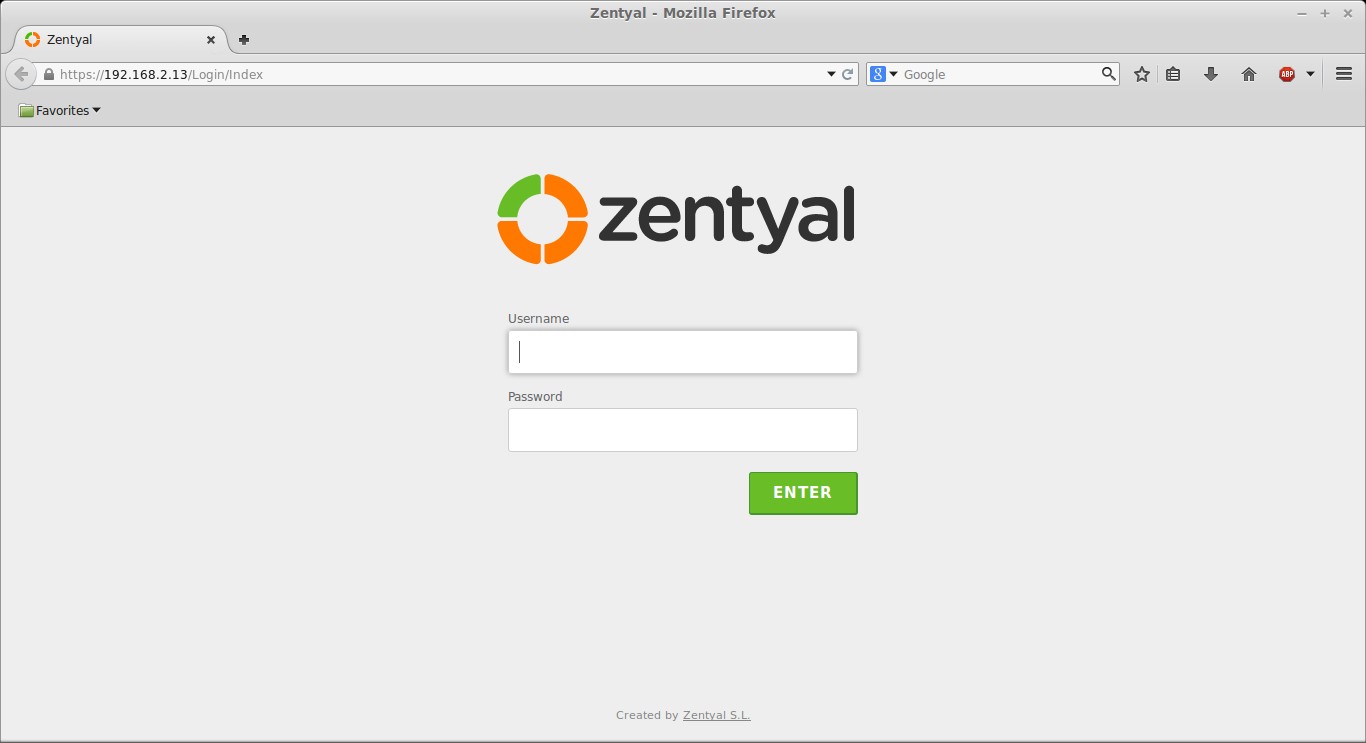 Zentyal - Mozilla Firefox
Zentyal
https://192.168.2.13/Login/Index
8 Google
ABP
Favorites
zentyal
Username
Password
ENTER
Created by Zentyal S.L.